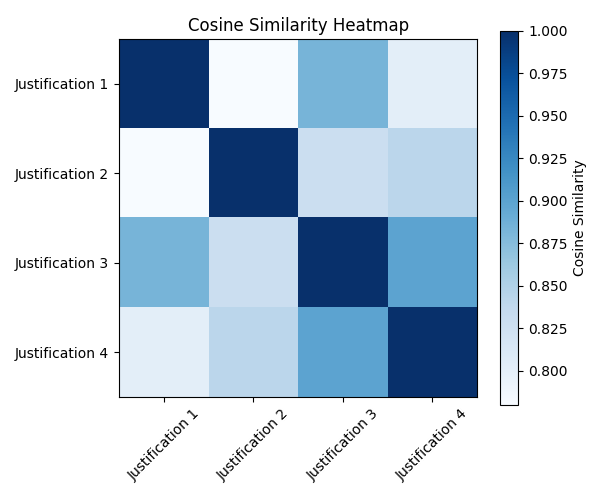 Cosine Similarity Heatmap
Justification 1
Justification 2
Justification 3
Justification 4
Justification 1
Justification 2
Justification 3
Justification 4
1.000
0.975
0.950
0.925
0.900
0.875
0.850
0.825
0.800
Cosine Similarity